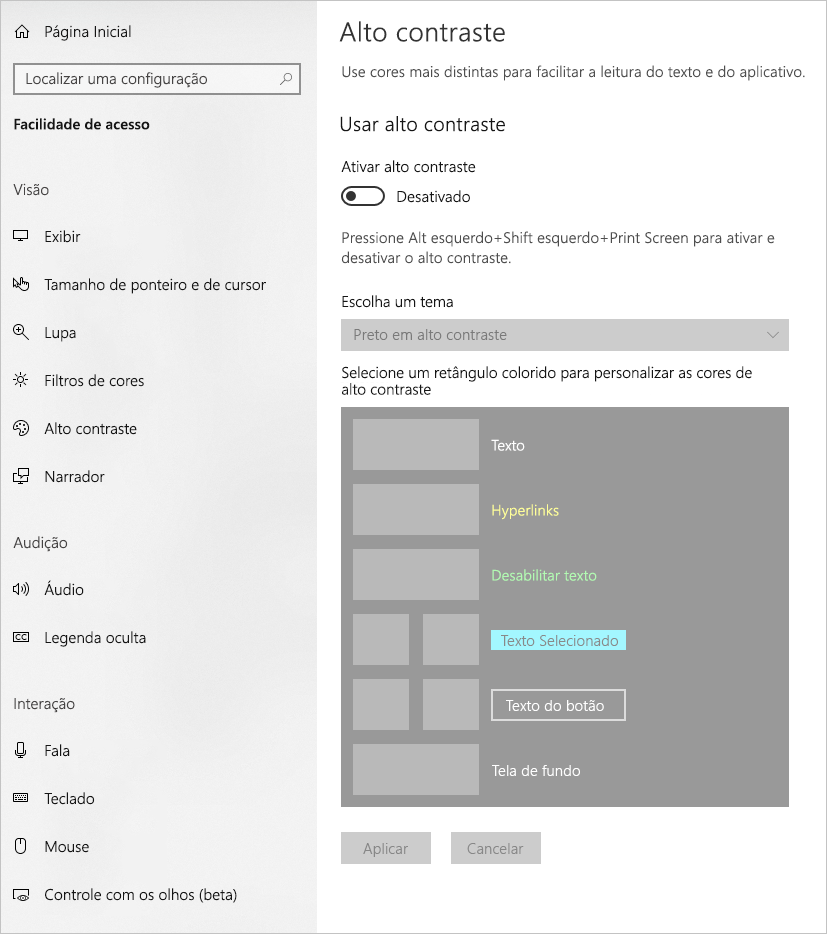 Página Inicial
Localizar uma configuração
Facilidade de acesso
Visão
Exibir
Tamanho de ponteiro e de cursor
Lupa
Filtros de cores
Alto contraste
Narrador
Audição
Áudio
CC
Legenda oculta
Interação
Fala
Teclado
Mouse
Controle com os olhos (beta)
Alto contraste
Use cores mais distintas para facilitar a leitura do texto e do aplicativo.
Usar alto contraste
Ativar alto contraste
Desativado
Pressione Alt esquerdo+Shift esquerdo+Print Screen para ativar e
desativar o alto contraste.
Escolha um tema
Preto em alto contraste
Selecione um retângulo colorido para personalizar as cores de
alto contraste
Texto
Hyperlinks
Desabilitar texto
Texto Selecionado
Texto do botão
Tela de fundo
Aplicar
Cancelar